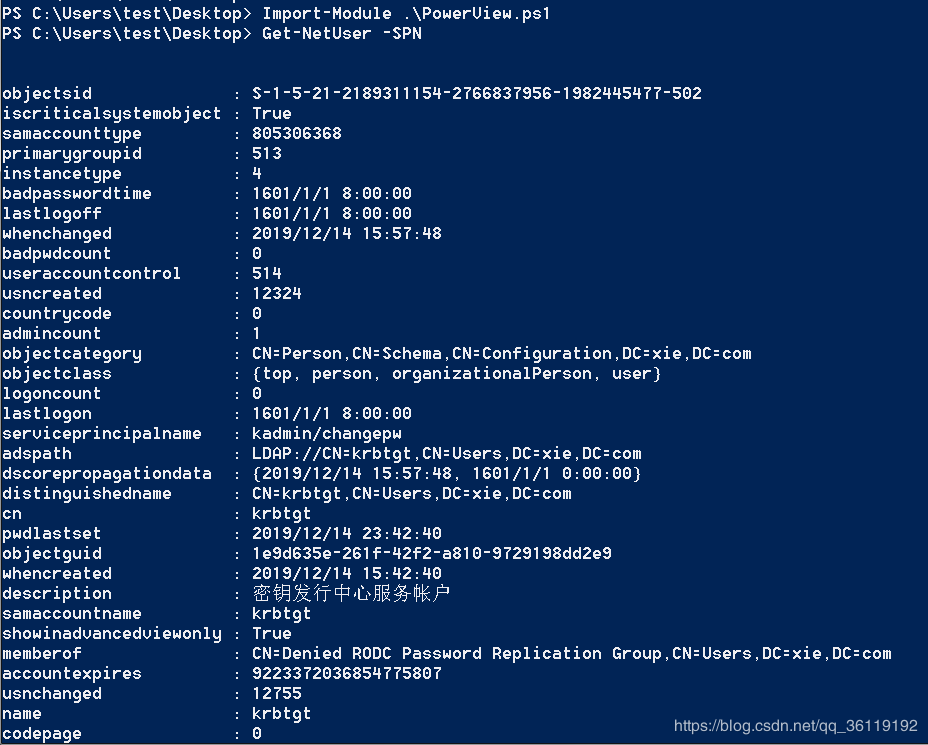 PS C:\Users\test\Desktop> Import-Module .\PowerView.ps1
PS C:\Users\test\Desktop> Get-NetUser -SPN
objectsid : S-1-5-21-2189311154-2766837956-1982445477-502
iscriticalsystemobject : True
samaccounttype : 805306368
primarygroupid : 513
instancetype : 4
badpasswordtime : 1601/1/1 8:00:00
lastlogoff : 1601/1/1 8:00:00
whenchanged : 2019/12/14 15:57:48
badpwdcount : 0
useraccountcontrol : 514
usncreated : 12324
countrycode : 0
admincount : 1
objectcategory : CN=Person,CN=Schema,CN=Configuration,DC=xie,DC=com
objectclass : {top, person, organizationalPerson, user}
logoncount : 0
lastlogon : 1601/1/1 8:00:00
serviceprincipalname : kadmin/changepw
adspath : LDAP://CN=krbtgt,CN=Users,DC=xie,DC=com
dscorepropagationdata : {2019/12/14 15:57:48, 1601/1/1 0:00:00}
distinguishedname : CN=krbtgt,CN=Users,DC=xie,DC=com
cn : krbtgt
pwdlastset : 2019/12/14 23:42:40
objectguid : 1e9d635e-261f-42f2-a810-9729198dd2e9
whencreated : 2019/12/14 15:42:40
description : 密钥发行中心服务帐户
samaccountname : krbtgt
showinadvancedviewonly : True
memberof : CN=Denied RODC Password Replication Group,CN=Users,DC=xie,DC=com
accountexpires : 9223372036854775807
usnchanged : 12755
name : krbtgt
codepage : 0
https://blog.csdn.net/qq_36119192